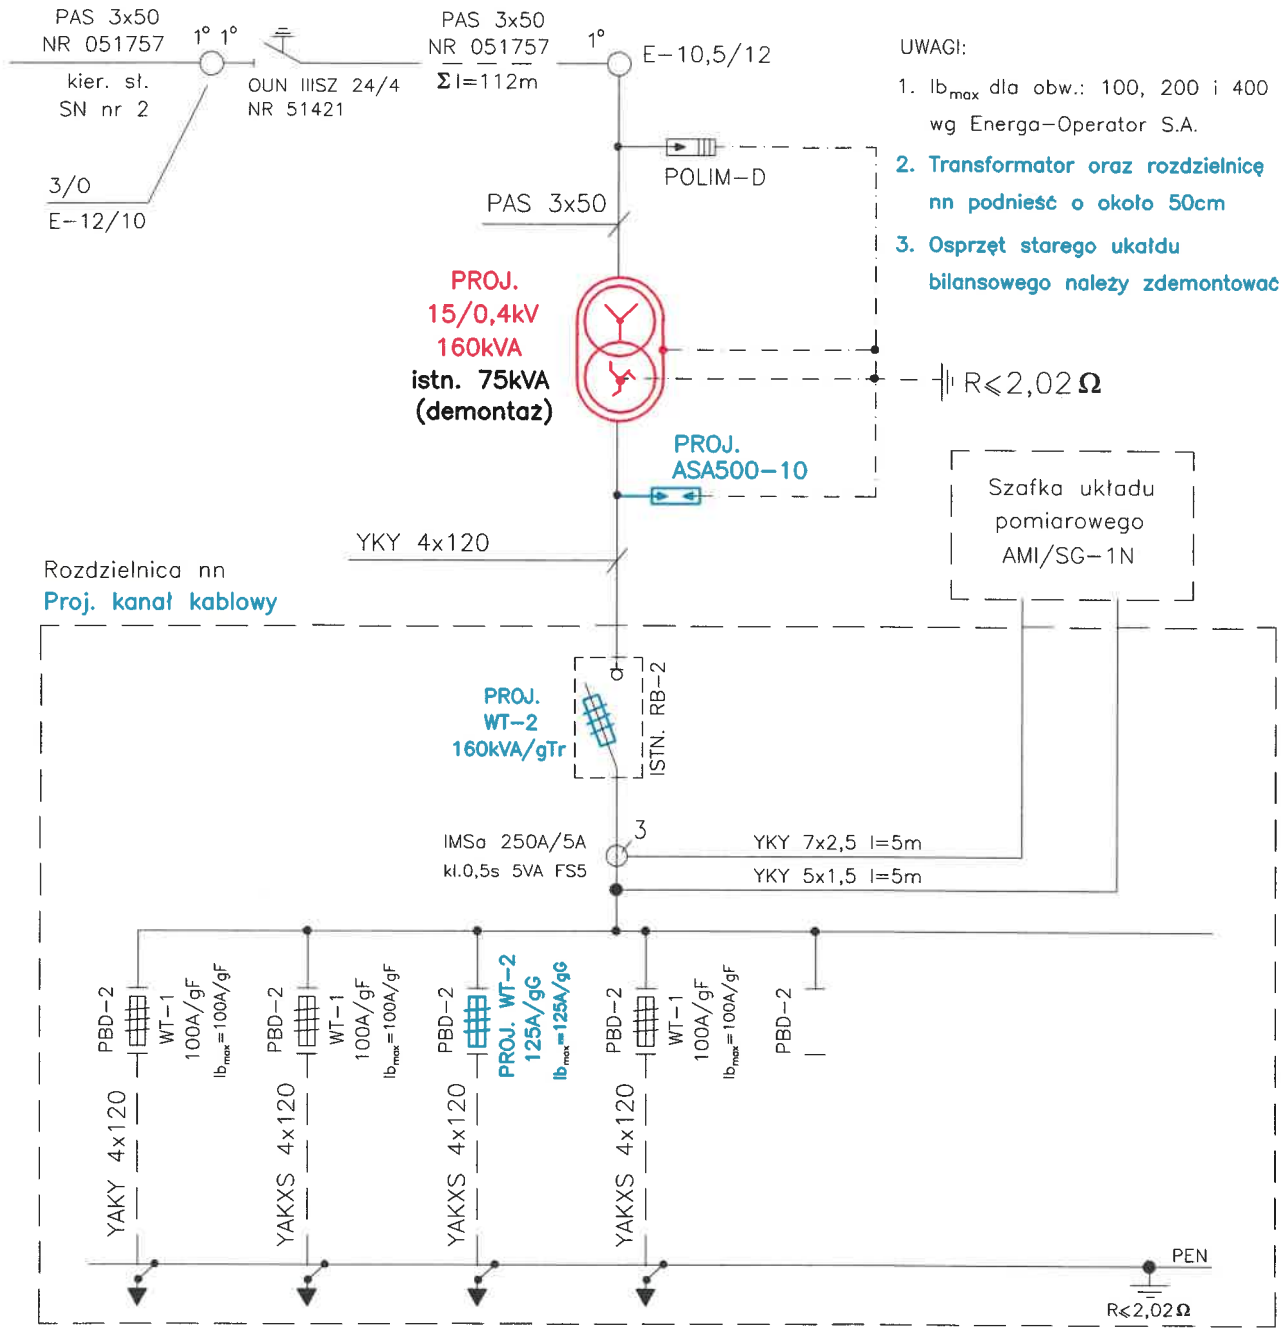 PAS 3x50
NR 051757
kier. st.
SN nr 2
1° 1°
OUN IIISZ 24/4
NR 51421
PAS 3x50
NR 051757
Σl=112m
1°
E-10,5/12
3/0
E-12/10
UWAGI:
1. Ibmax dla obw.: 100, 200 i 400
wg Energa-Operator S.A.
2. Transformator oraz rozdzielnicę
nn podnieść o około 50cm
3. Osprzęt starego ukałdu
bilansowego należy zdemontować
POLIM-D
PAS 3x50
PROJ.
15/0,4kV
160kVA
istn. 75kVA
(demontaż)
R≤2,02Ω
PROJ.
ASA500-10
Szafka układu
pomiarowego
AMI/SG-1N
YKY 4x120
Rozdzielnica nn
Proj. kanał kablowy
PROJ.
WT-2
160kVA/gTr
ISTN. RB-2
IMSa 250A/5A
kl.0,5s 5VA FS5
3
YKY 7x2,5 l=5m
YKY 5x1,5 l=5m
PBD-2
WT-1
100A/gF
Ibmax=100A/gF
PBD-2
WT-1
100A/gF
Ibmax=100A/gF
PBD-2
PROJ. WT-2
125A/gG
Ibmax=125A/gG
PBD-2
WT-1
100A/gF
Ibmax=100A/gF
PBD-2
YAKY 4x120
YAKXS 4x120
YAKXS 4x120
YAKXS 4x120
PEN
R≤2,02Ω